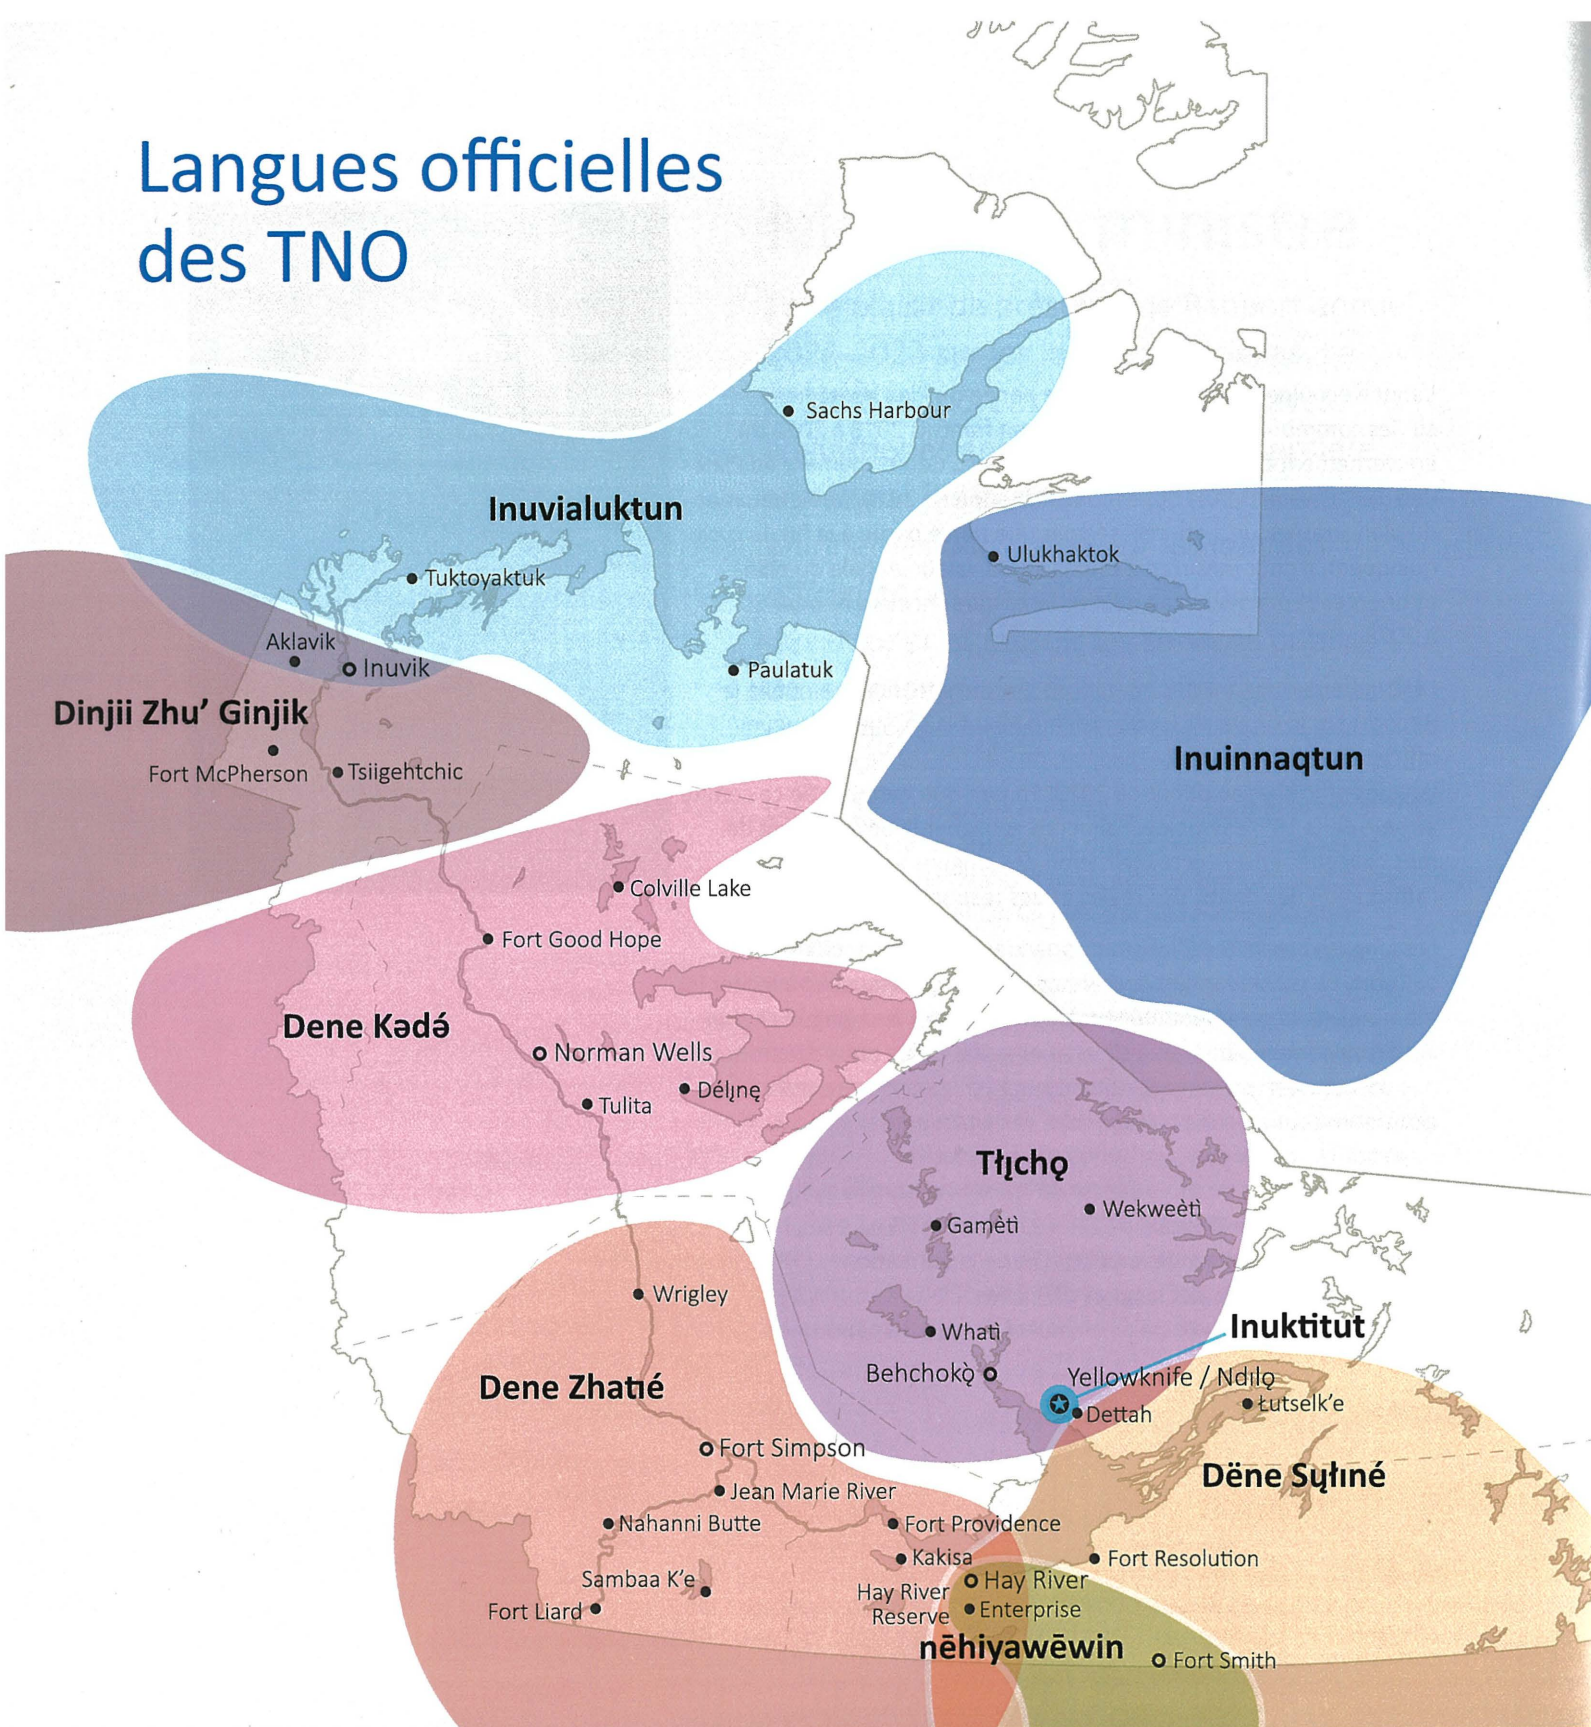 Langues officielles
des TNO
Sachs Harbour
Inuvialuktun
Ulukhaktok
Tuktoyaktuk
Aklavik
Inuvik
Paulatuk
Dinjii Zhu’ Ginjik
Fort McPherson
Tsiigehtchic
Inuinnaqtun
Colville Lake
Fort Good Hope
Dene Kǝdǝ́
Norman Wells
Délı̨nę
Tulita
Tłı̨chǫ
Wekweètì
Gamètì
Wrigley
Inuktitut
Whatì
Behchokǫ̀
Yellowknife / Ndılǫ
Dettah
Łutselk’e
Dene Zhatıé
Fort Simpson
Dëne Sųłıné
Jean Marie River
Nahanni Butte
Fort Providence
Kakisa
Fort Resolution
Sambaa K’e
Hay River
Hay River
Reserve
Enterprise
Fort Liard
nēhiyawēwin
Fort Smith